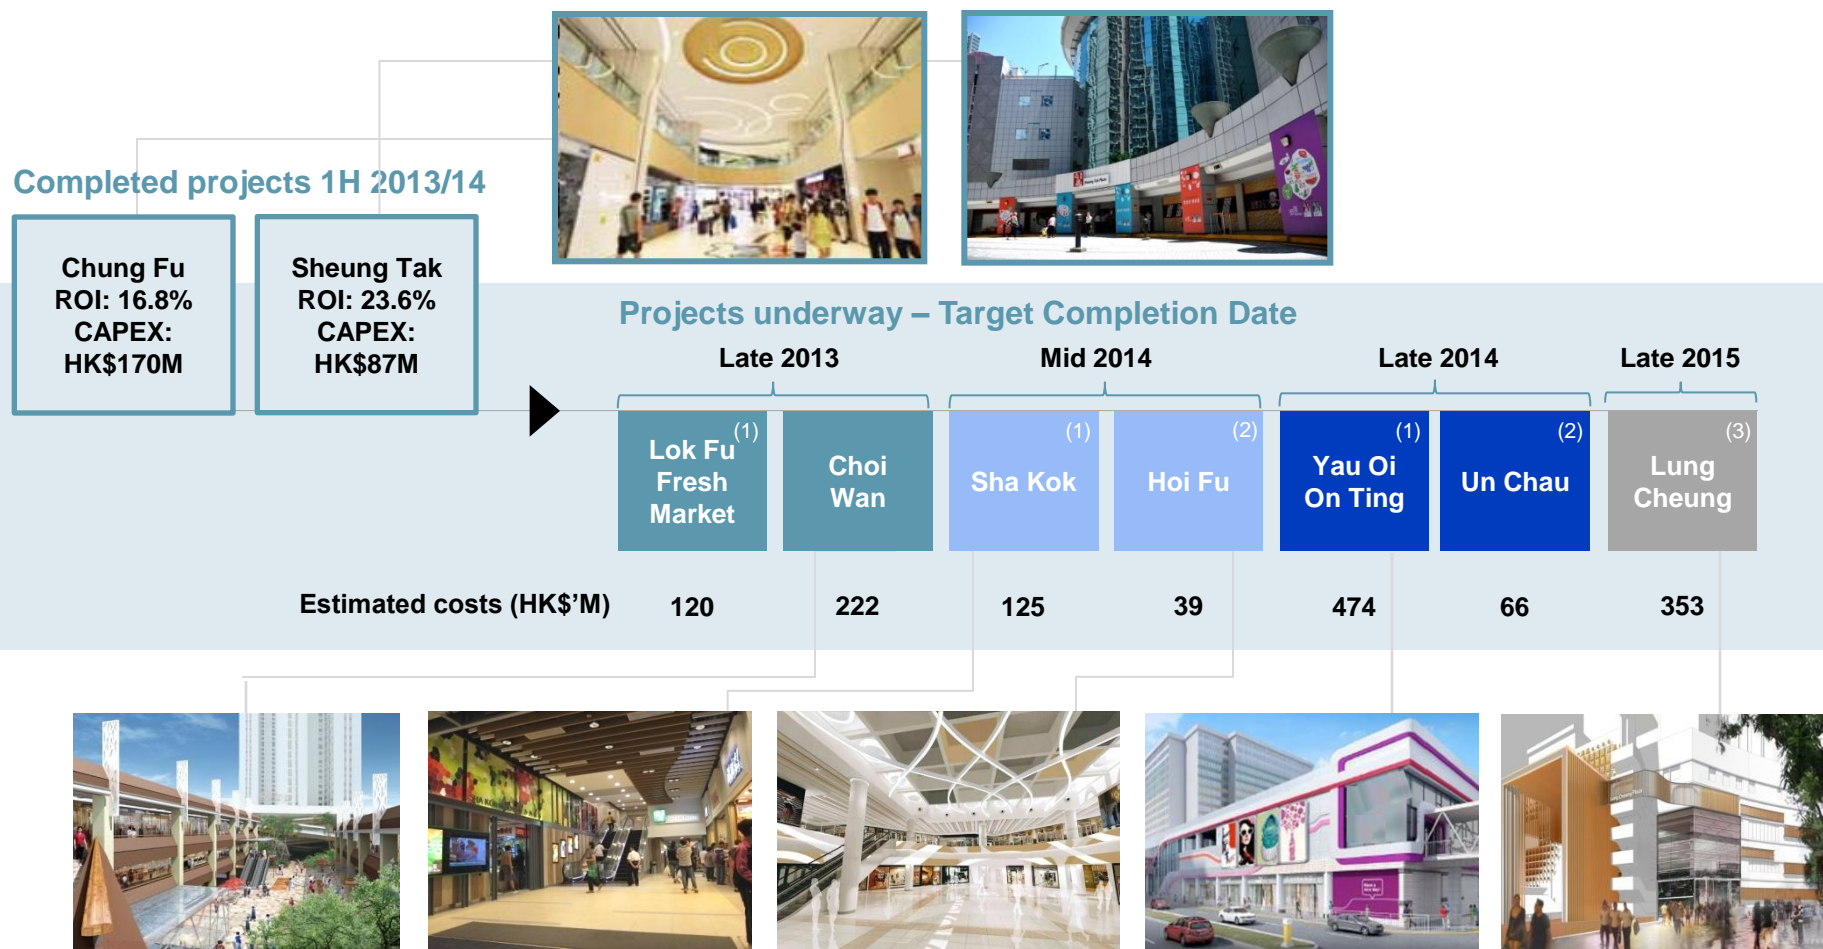 Completed projects 1H 2013/14
Chung Fu
ROI: 16.8%
CAPEX:
HK$170M
Sheung Tak
ROI: 23.6%
CAPEX:
HK$87M
Projects underway – Target Completion Date
Late 2013
Mid 2014
Late 2014
Late 2015
Lok Fu (1)
Fresh
Market
Choi
Wan
(1)
Sha Kok
(2)
Hoi Fu
(1)
Yau Oi
On Ting
(2)
Un Chau
(3)
Lung
Cheung
Estimated costs (HK$’M) 120 222 125 39 474 66 353